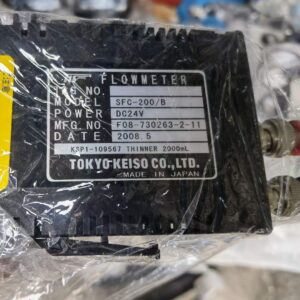 FLOWMETER
TAG NO.
MODEL SFC-200/B
POWER DC24V
MFG.NO F08-730263-2-11
DATE 2008.5
KSP1-109567 THINNER 2000mL
TOKYO KEISO CO., LTD.
MADE IN JAPAN